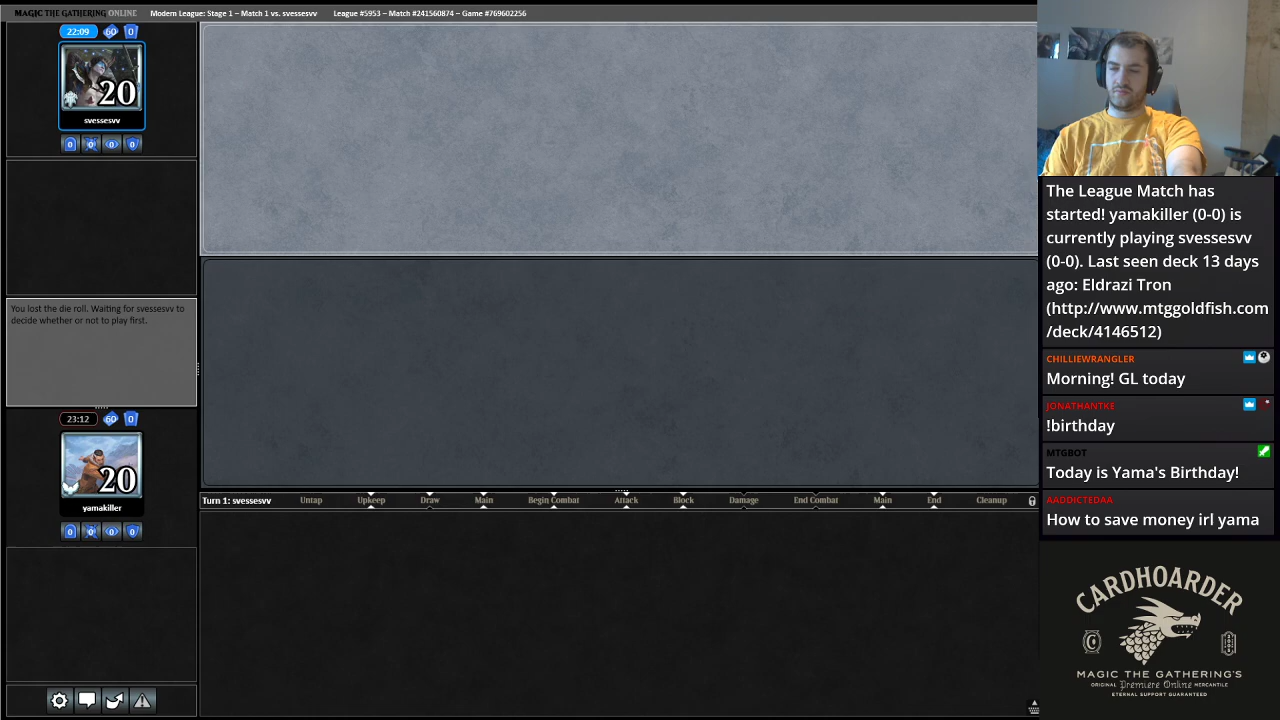 MAGIC THE GATHERING ONLINE Modern League: Stage 1 – Match 1 vs. svessesvv League #5953 – Match #241560874 – Game #769602256
22:09 60 0
20
svessesvv
0 0 0 0
You lost the die roll. Waiting for svessesvv to
decide whether or not to play first.
23:12 60 0
20
yamakiller
0 0 0 0
Turn 1: svessesvv Untap Upkeep Draw Main Begin Combat Attack Block Damage End Combat Main End Cleanup
The League Match has
started! yamakiller (0-0) is
currently playing svessesvv
(0-0). Last seen deck 13 days
ago: Eldrazi Tron
(http://www.mtggoldfish.com
/deck/4146512)
CHILLIEWRANGLER
Morning! GL today
JONATHANTKE
!birthday
MTGBOT
Today is Yama's Birthday!
AADDICTEDAA
How to save money irl yama
CARDHOARDER
MAGIC THE GATHERING'S
ORIGINAL Premiere Online MERCANTILE
ETERNAL SUPPORT GUARANTEED